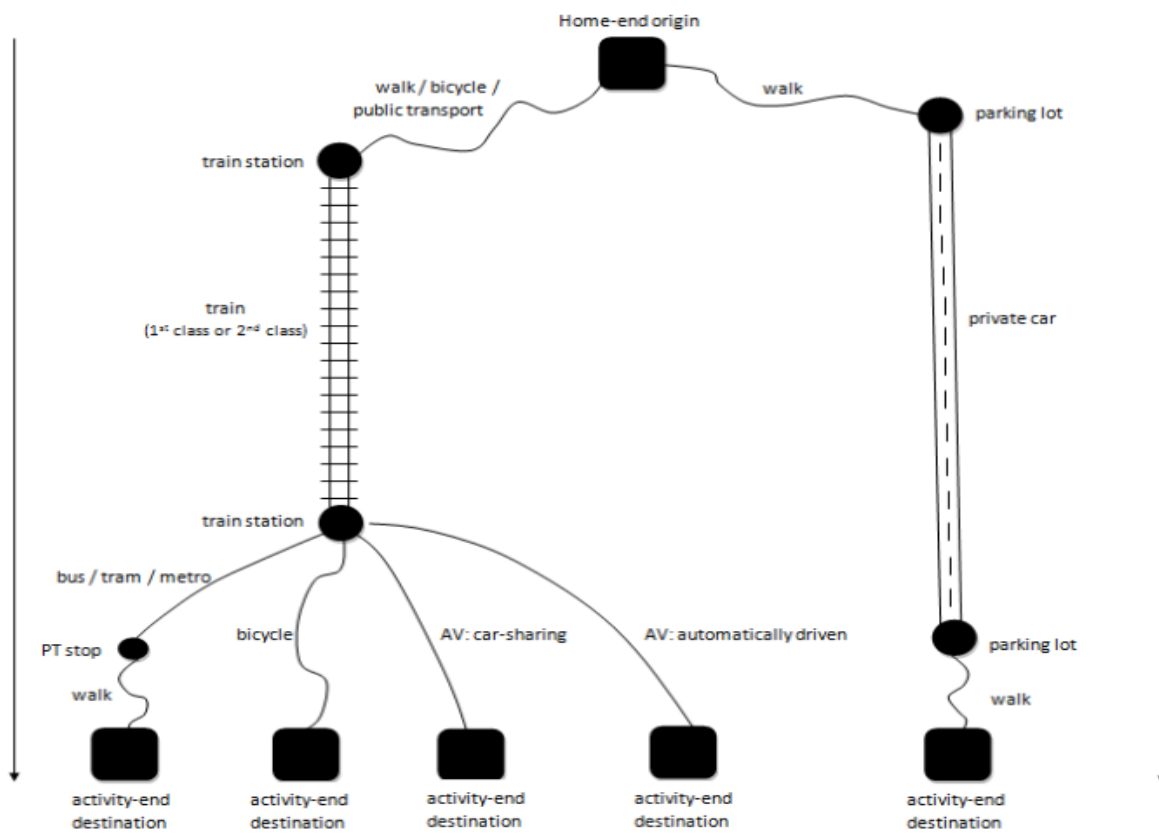 Home-end origin
walk / bicycle /
public transport
walk
parking lot
train station
train
(1st class or 2nd class)
private car
train station
bus / tram / metro
bicycle
AV: car-sharing
AV: automatically driven
PT stop
parking lot
walk
walk
activity-end
destination
activity-end
destination
activity-end
destination
activity-end
destination
activity-end
destination